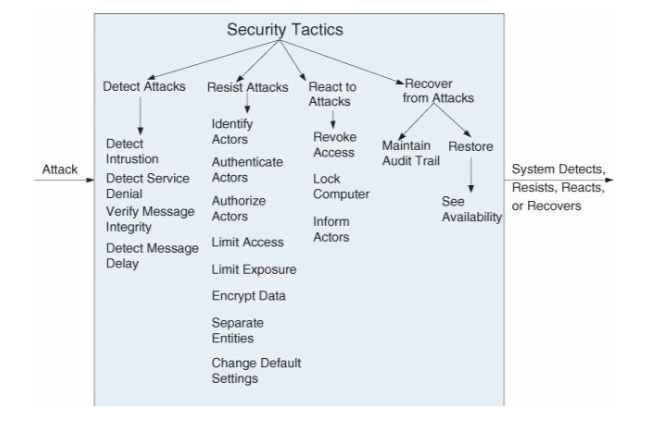 Security Tactics
Detect Attacks
Resist Attacks
React to
Attacks
Recover
from Attacks
Detect
Intrustion
Detect Service
Denial
Verify Message
Integrity
Detect Message
Delay
Identify
Actors
Authenticate
Actors
Authorize
Actors
Limit Access
Limit Exposure
Encrypt Data
Separate
Entities
Change Default
Settings
Revoke
Access
Lock
Computer
Inform
Actors
Maintain
Audit Trail
Restore
See
Availability
Attack
System Detects,
Resists, Reacts,
or Recovers